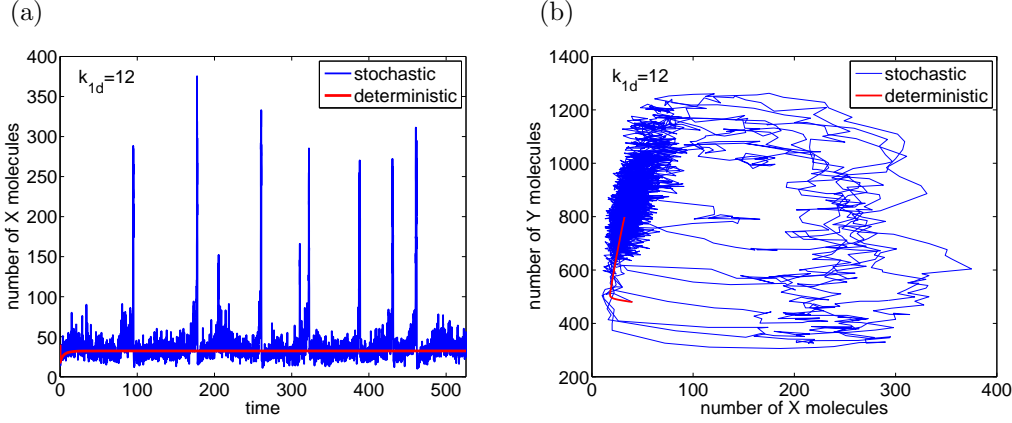 (a)
k1d=12
stochastic
deterministic
400
350
300
250
200
150
100
50
0
number of X molecules
0
100
200
300
400
500
time
(b)
k1d=12
stochastic
deterministic
1400
1200
1000
800
600
400
200
number of Y molecules
0
100
200
300
400
number of X molecules